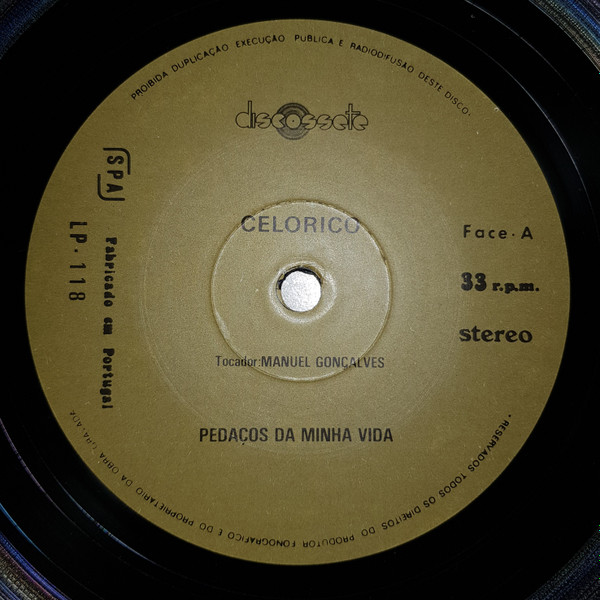 PROIBIDA DUPLICAÇÃO EXECUÇÃO PUBLICA E RADIODIFUSÃO DESTE DISCO.
discossete
SPA
CELORICO
Face-A
LP-118
Fabricado em Portugal
33 r.p.m.
stereo
Tocador:MANUEL GONÇALVES
PEDAÇOS DA MINHA VIDA
* RESERVADOS TODOS OS DIREITOS DO PRODUTOR FONOGRAFICO E DO PROPRIETARIO DA OBRA